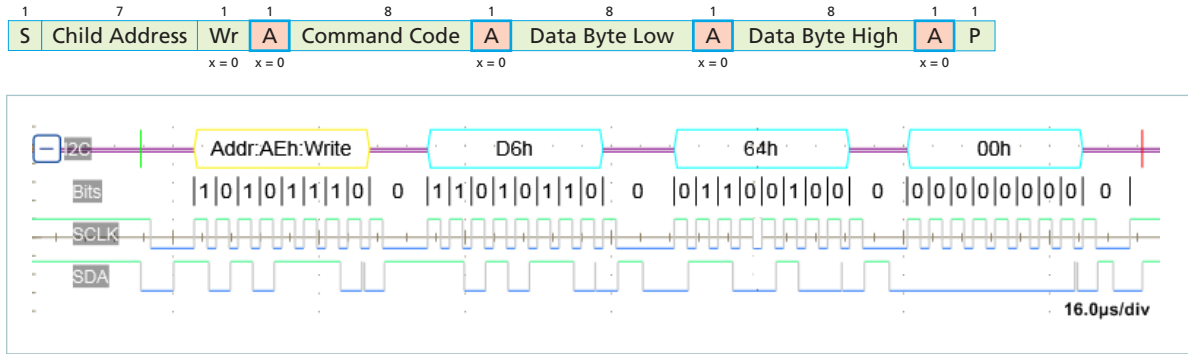 1 7 1 1 8 1 8 1 8 1 1
S Child Address Wr A Command Code A Data Byte Low A Data Byte High A P
x = 0 x = 0 x = 0 x = 0 x = 0
I2C Addr:AEh:Write D6h 64h 00h
Bits 1 0 1 0 1 1 1 0 0 1 1 0 1 0 1 1 0 0 0 1 1 0 0 1 0 0 0 0 0 0 0 0 0 0 0 0
SCLK
SDA
16.0µs/div